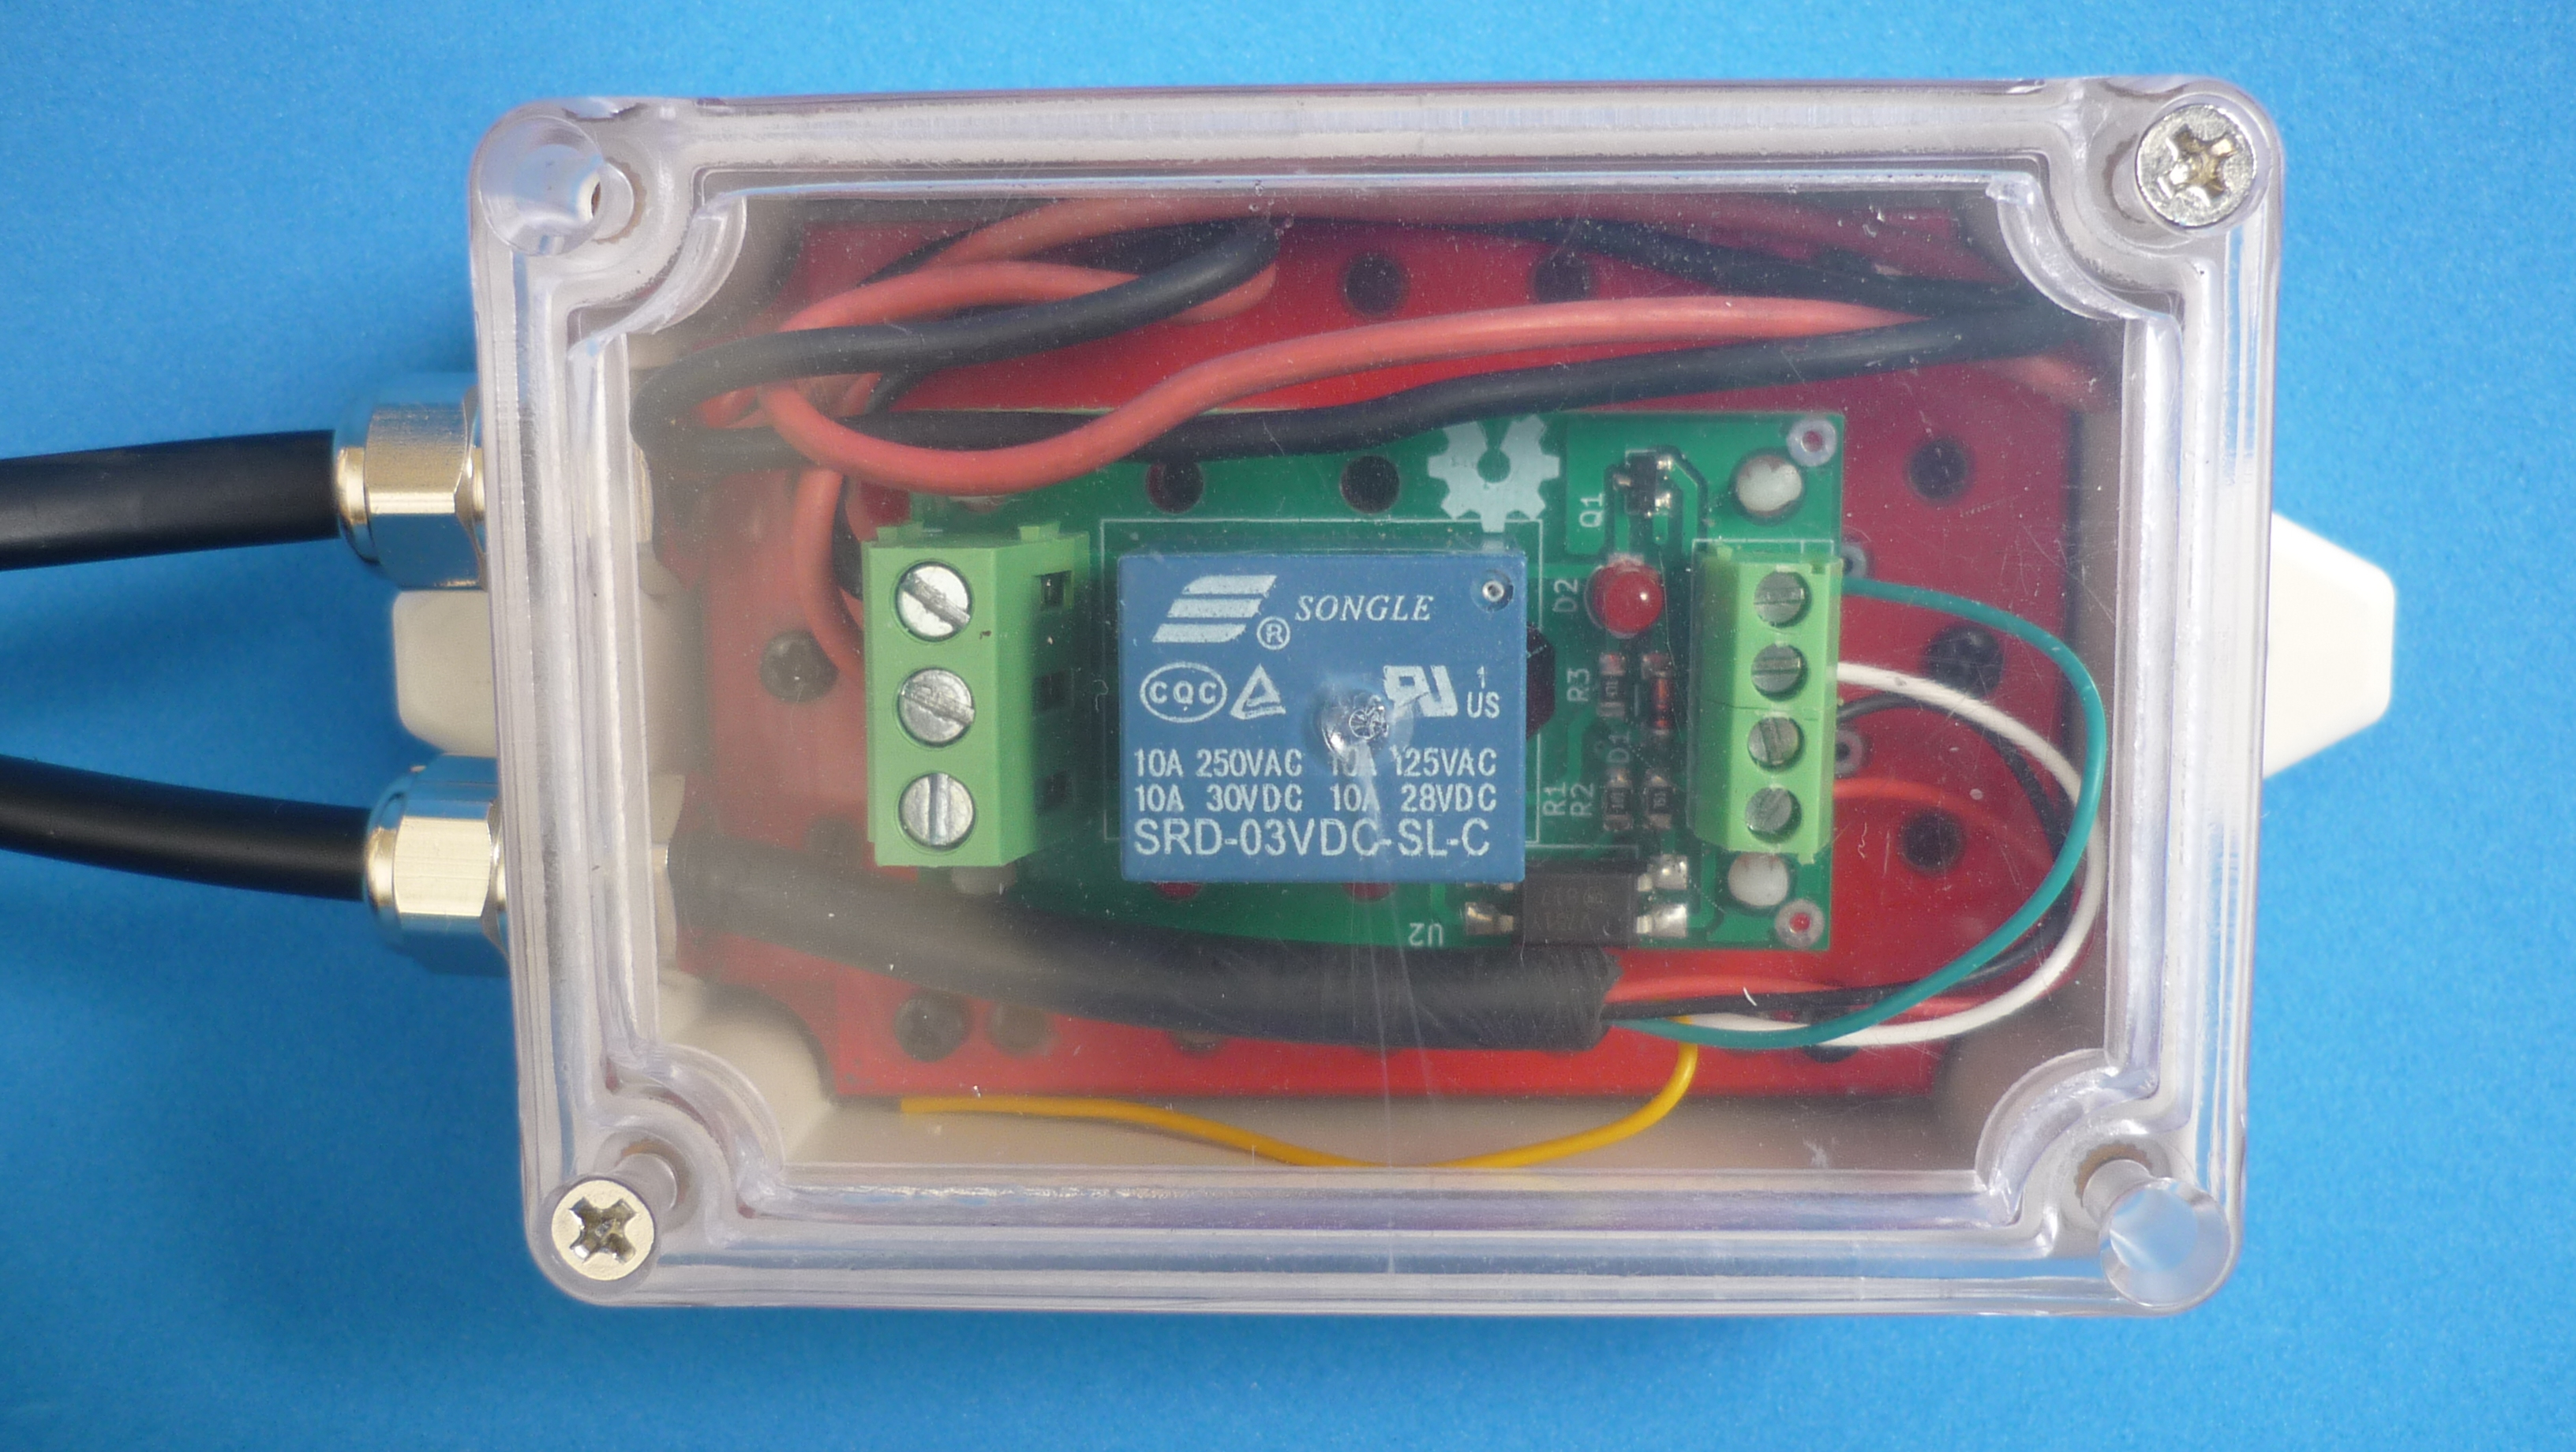 ® SONGLE
CQC
1
US
10A 250VAC 10A 125VAC
10A 30VDC 10A 28VDC
SRD-03VDC-SL-C
Q1
D2
R3
D1
R1
R2
U2